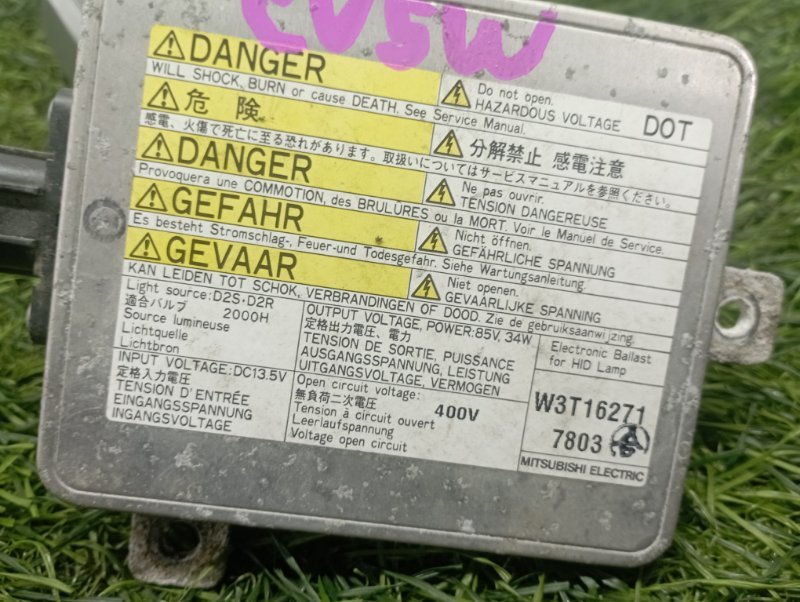 CV5W
DANGER
WILL SHOCK, BURN or cause DEATH. See Service Manual.
Do not open.
HAZARDOUS VOLTAGE
DOT
危険
感電、火傷で死亡に至る恐れがあります。取扱いについてはサービスマニュアルを参照ください。
分解禁止 感電注意
DANGER
Provoquera une COMMOTION, des BRULÛRES ou la MORT. Voir le Manuel de Service.
Ne pas ouvrir.
TENSION DANGEREUSE
GEFAHR
Es besteht Stromschlag-, Feuer-und Todesgefahr. Siehe Wartungsanleitung.
Nicht öffnen.
GEFÄHRLICHE SPANNUNG
GEVAAR
KAN LEIDEN TOT SCHOK, VERBRANDINGEN OF DOOD. Zie de gebruiksaanwijzing.
Niet openen.
GEVAARLIJKE SPANNING
Light source:D2S・D2R
適合バルブ 2000H
Source lumineuse
Lichtquelle
Lichtbron
INPUT VOLTAGE:DC13.5V
定格入力電圧
TENSION D'ENTRÉE
EINGANGSSPANNUNG
INGANGSVOLTAGE
OUTPUT VOLTAGE, POWER:85V, 34W
定格出力電圧、電力
TENSION DE SORTIE, PUISSANCE
AUSGANGSSPANNUNG, LEISTUNG
UITGANGSVOLTAGE, VERMOGEN
Open circuit voltage:
無負荷二次電圧 400V
Tension à circuit ouvert
Leerlaufspannung
Voltage open circuit
Electronic Ballast
for HID Lamp
W3T16271
7803
MITSUBISHI ELECTRIC